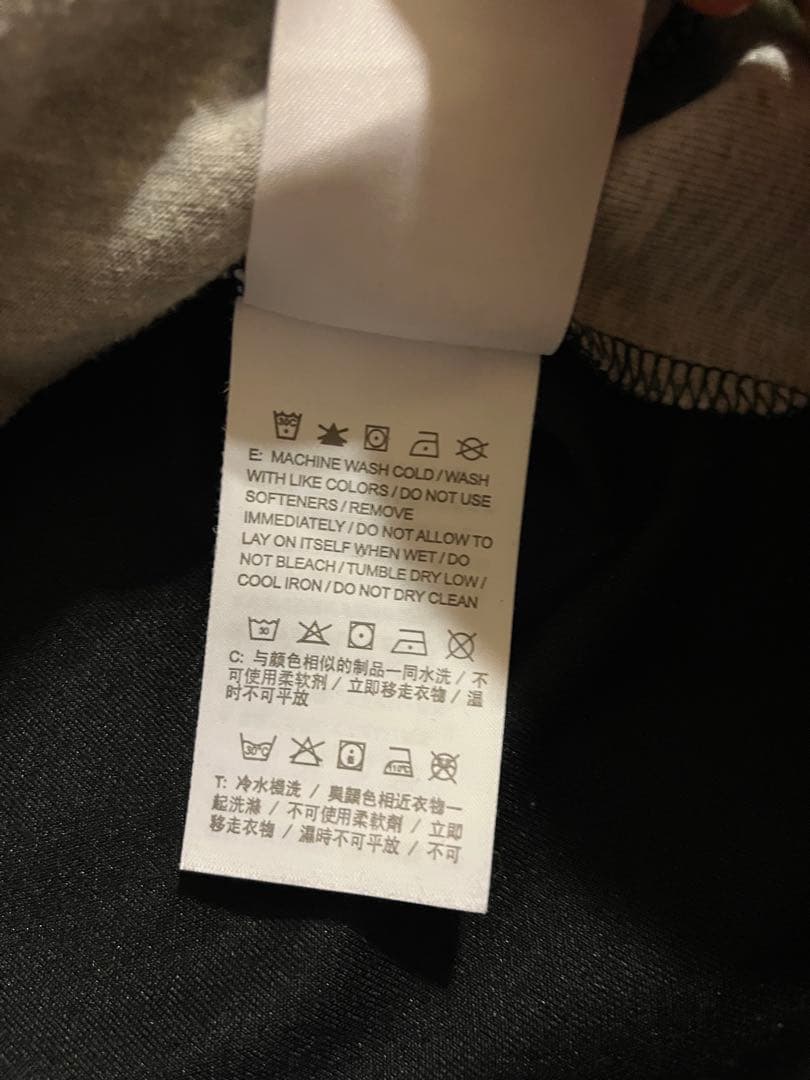 30C
E: MACHINE WASH COLD / WASH
WITH LIKE COLORS / DO NOT USE
SOFTENERS / REMOVE
IMMEDIATELY / DO NOT ALLOW TO
LAY ON ITSELF WHEN WET / DO
NOT BLEACH / TUMBLE DRY LOW /
COOL IRON / DO NOT DRY CLEAN
30
C: 与颜色相似的制品一同水洗 / 不
可使用柔软剂 / 立即移走衣物 / 湿
时不可平放
30°C 110°C
T: 冷水機洗 / 與顏色相近衣物一
起洗滌 / 不可使用柔軟劑 / 立即
移走衣物 / 濕時不可平放 / 不可